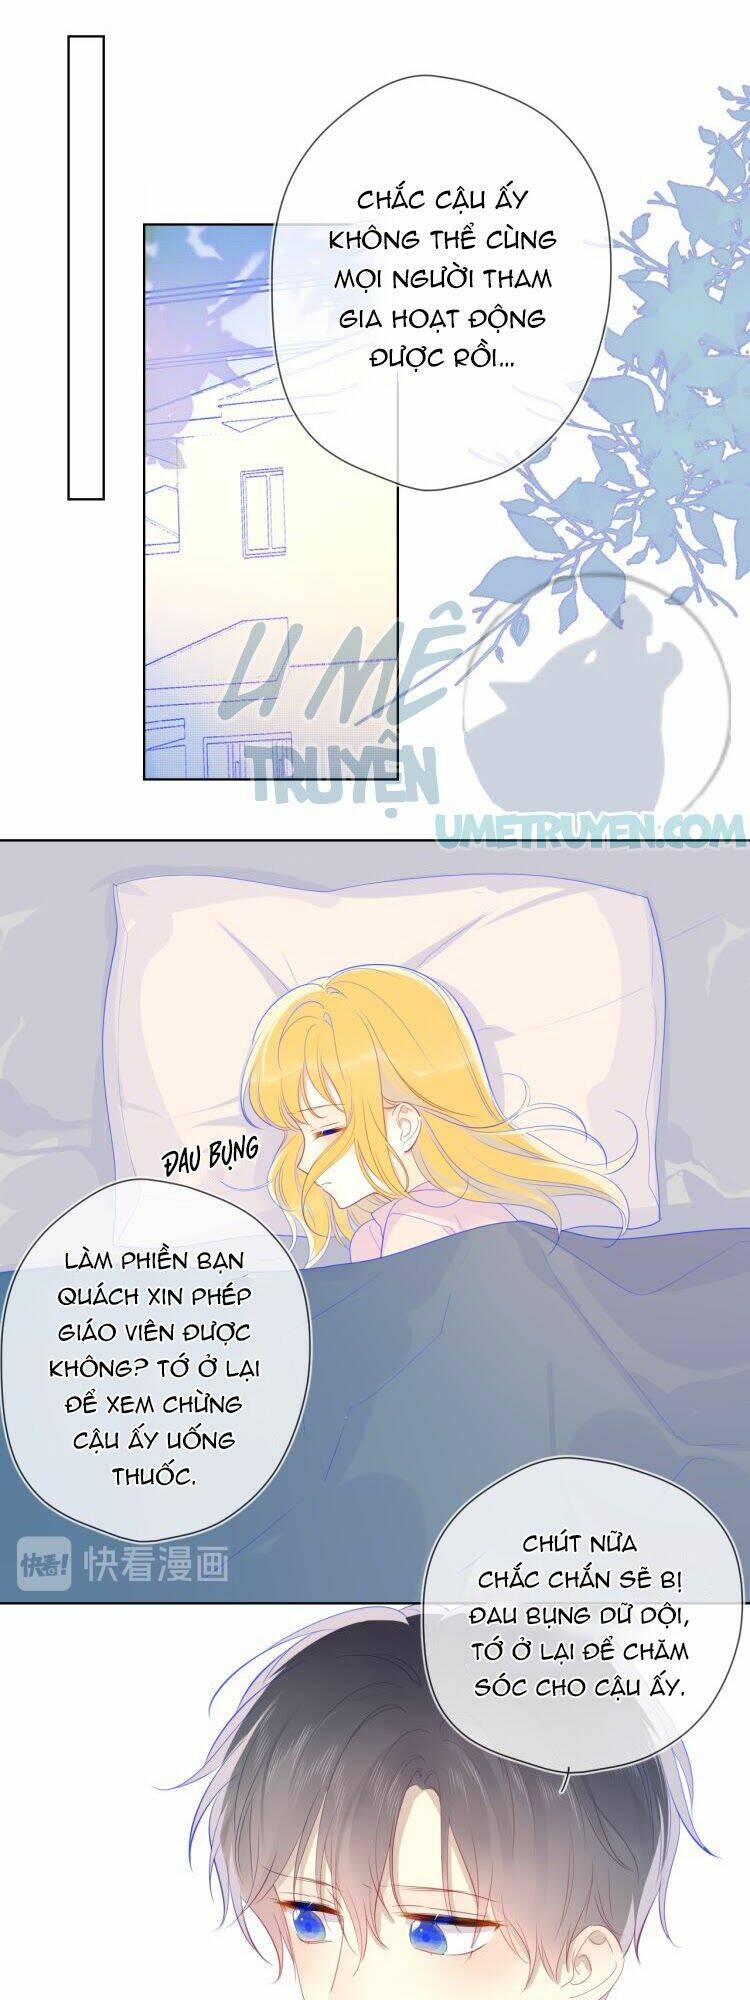 CHẮC CẬU ẤY
KHÔNG THỂ CÙNG
MỌI NGƯỜI THAM
GIA HOẠT ĐỘNG
ĐƯỢC RỒI...
U MÊ
TRUYỆN
UMETRUYEN.COM
ĐAU BỤNG
LÀM PHIỀN BẠN
QUÁCH XIN PHÉP
GIÁO VIÊN ĐƯỢC
KHÔNG? TỚ Ở LẠI
ĐỂ XEM CHỪNG
CẬU ẤY UỐNG
THUỐC.
快看! 快看漫画
CHÚT NỮA
CHẮC CHẮN SẼ BỊ
ĐAU BỤNG DỮ DỘI,
TỚ Ở LẠI ĐỂ CHĂM
SÓC CHO CẬU ẤY.